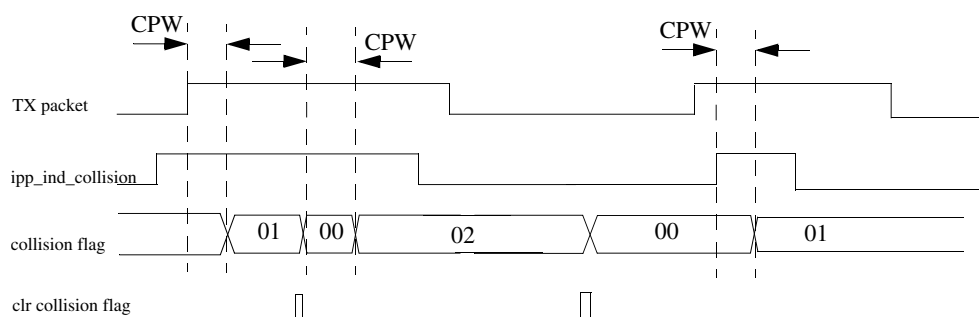 CPW
CPW
CPW
TX packet
ipp_ind_collision
collision flag
01
00
02
00
01
clr collision flag